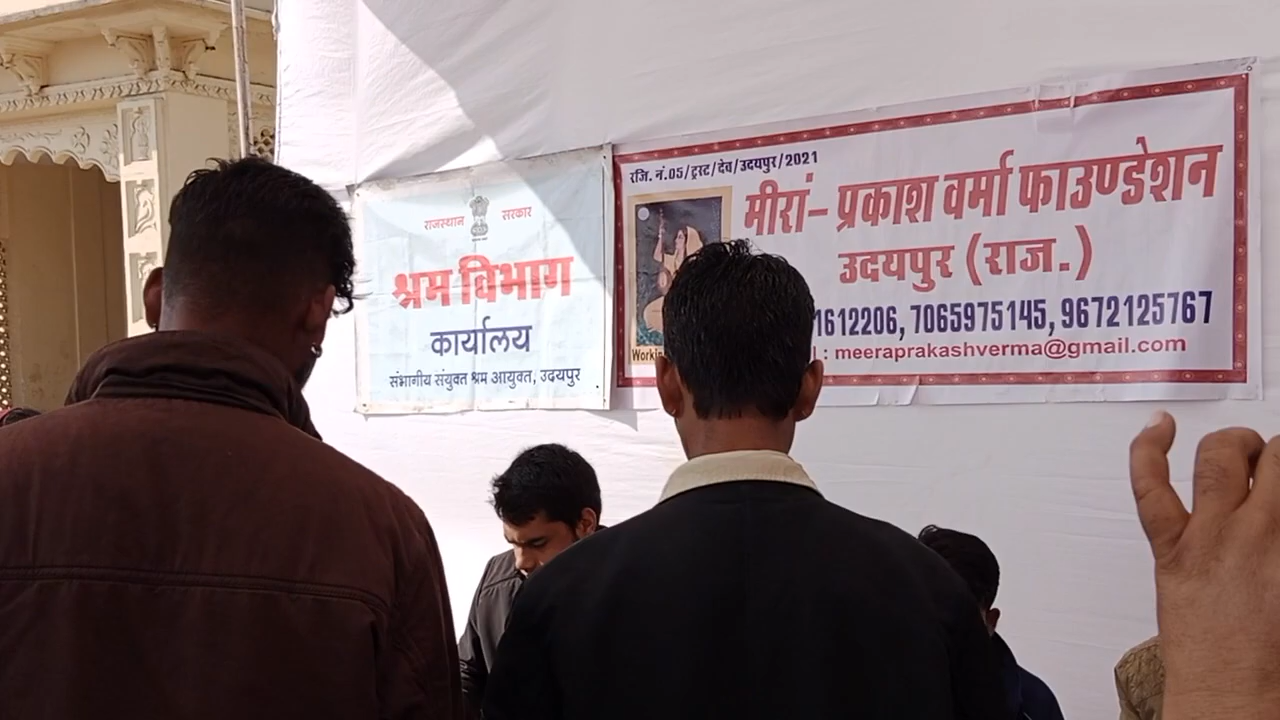 राजस्थान सरकार
श्रम विभाग
कार्यालय
संभागीय संयुक्त श्रम आयुक्त, उदयपुर
रजि. नं.05/ट्रस्ट/देव/उदयपुर/2021
मीरां- प्रकाश वर्मा फाउण्डेशन
उदयपुर (राज.)
1612206, 7065975145, 9672125767
: meeraprakashverma@gmail.com